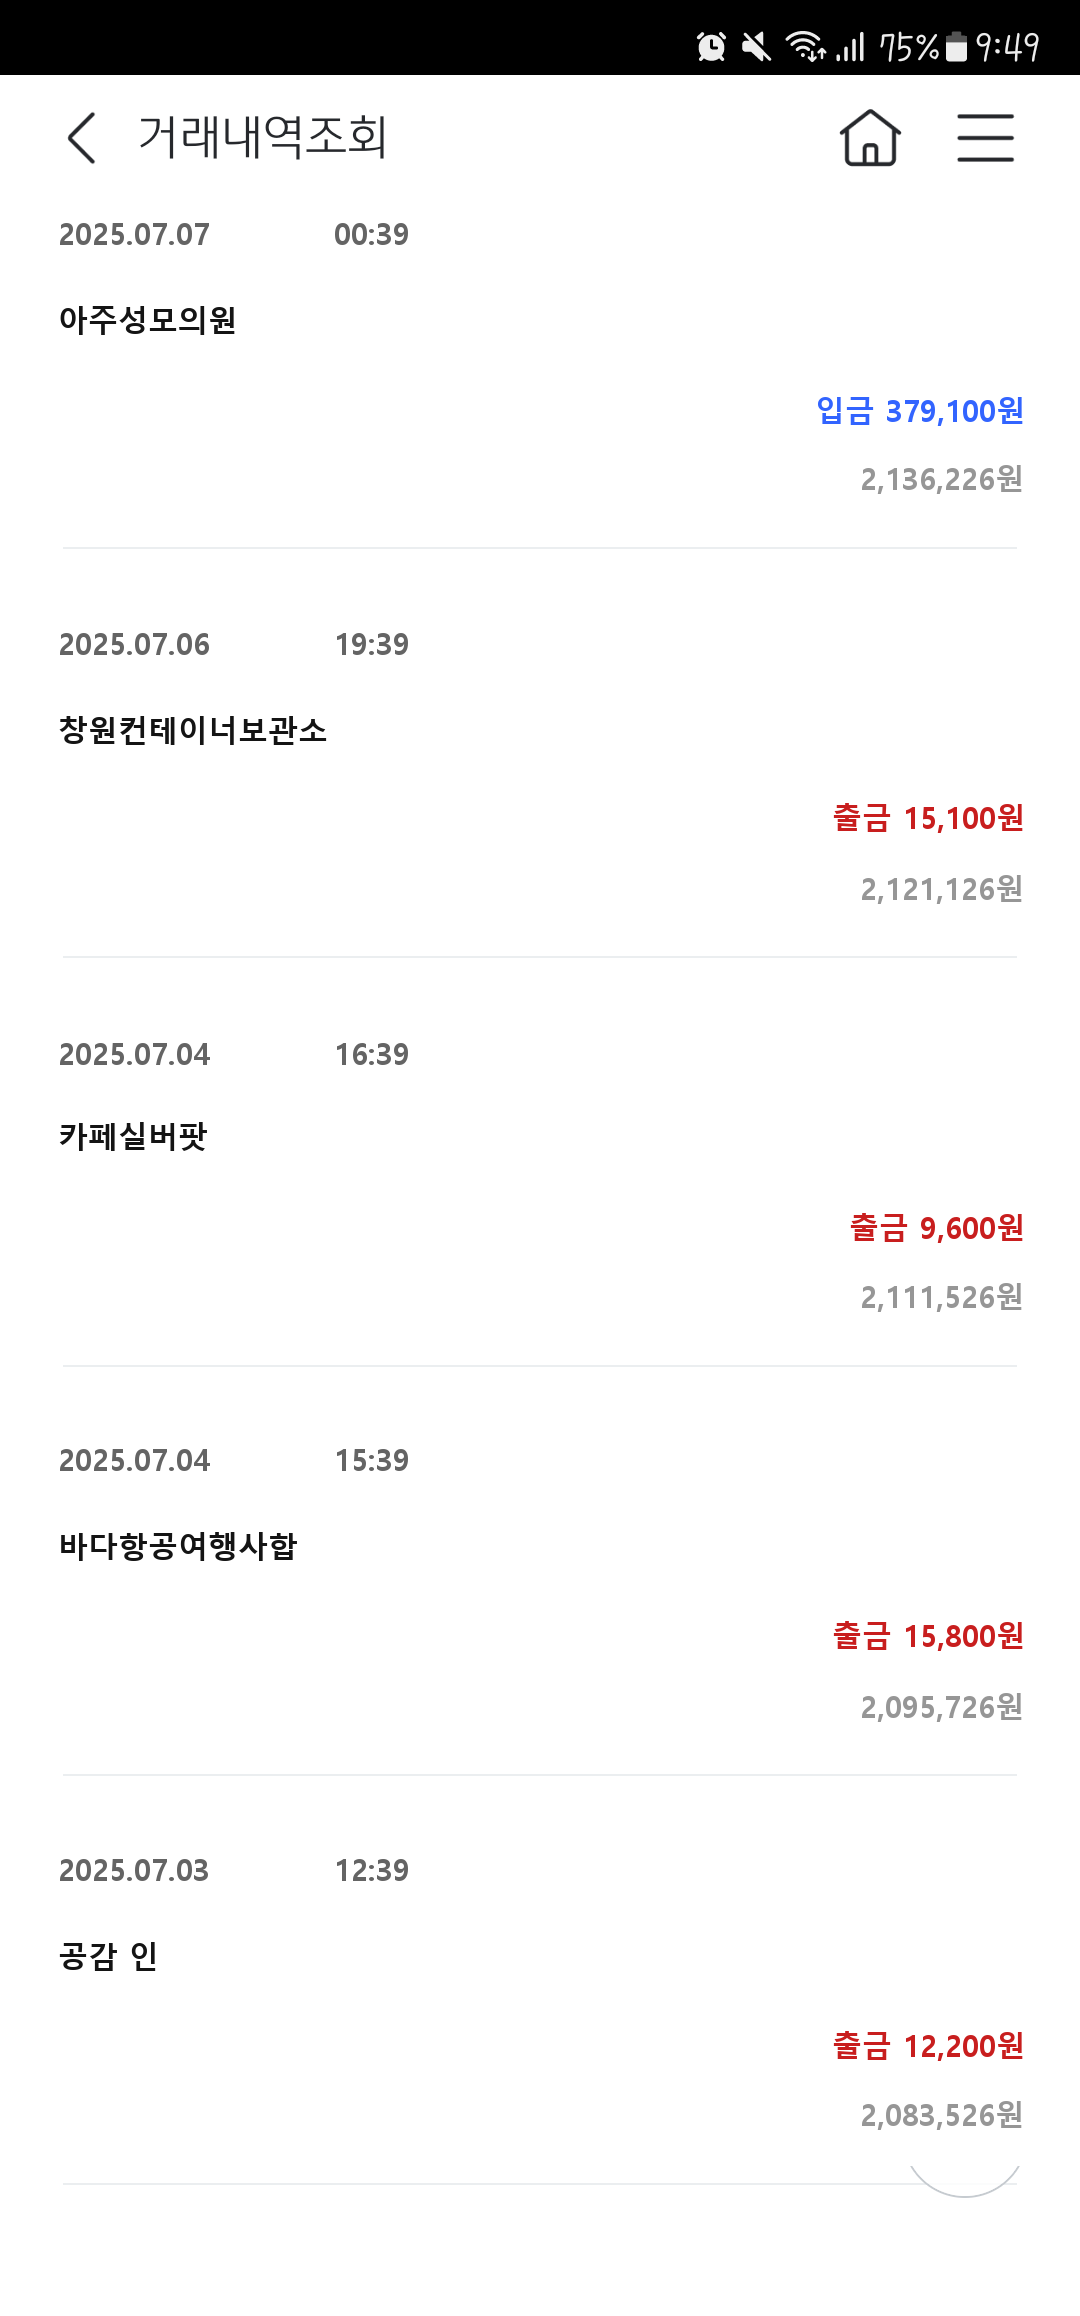 75% 9:49
거래내역조회
2025.07.07 00:39
아주성모의원
입금 379,100원
2,136,226원
2025.07.06 19:39
창원컨테이너보관소
출금 15,100원
2,121,126원
2025.07.04 16:39
카페실버팟
출금 9,600원
2,111,526원
2025.07.04 15:39
바다항공여행사합
출금 15,800원
2,095,726원
2025.07.03 12:39
공감 인
출금 12,200원
2,083,526원